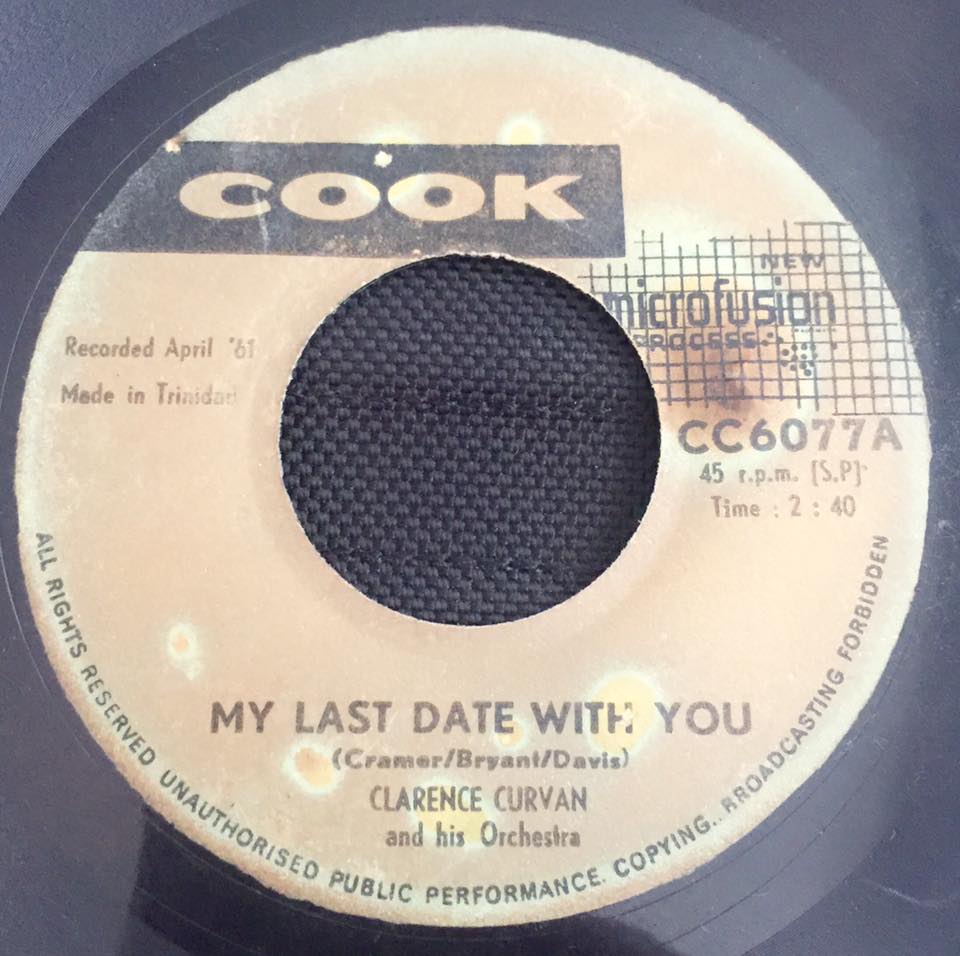 COOK
NEW
microfusion
PROCESS
Recorded April '61
Made in Trinidad
CC6077A
45 r.p.m. [S.P]
Time : 2 : 40
MY LAST DATE WITH YOU
(Cramer/Bryant/Davis)
CLARENCE CURVAN
and his Orchestra
ALL RIGHTS RESERVED UNAUTHORISED PUBLIC PERFORMANCE. COPYING.. BROADCASTING FORBIDDEN